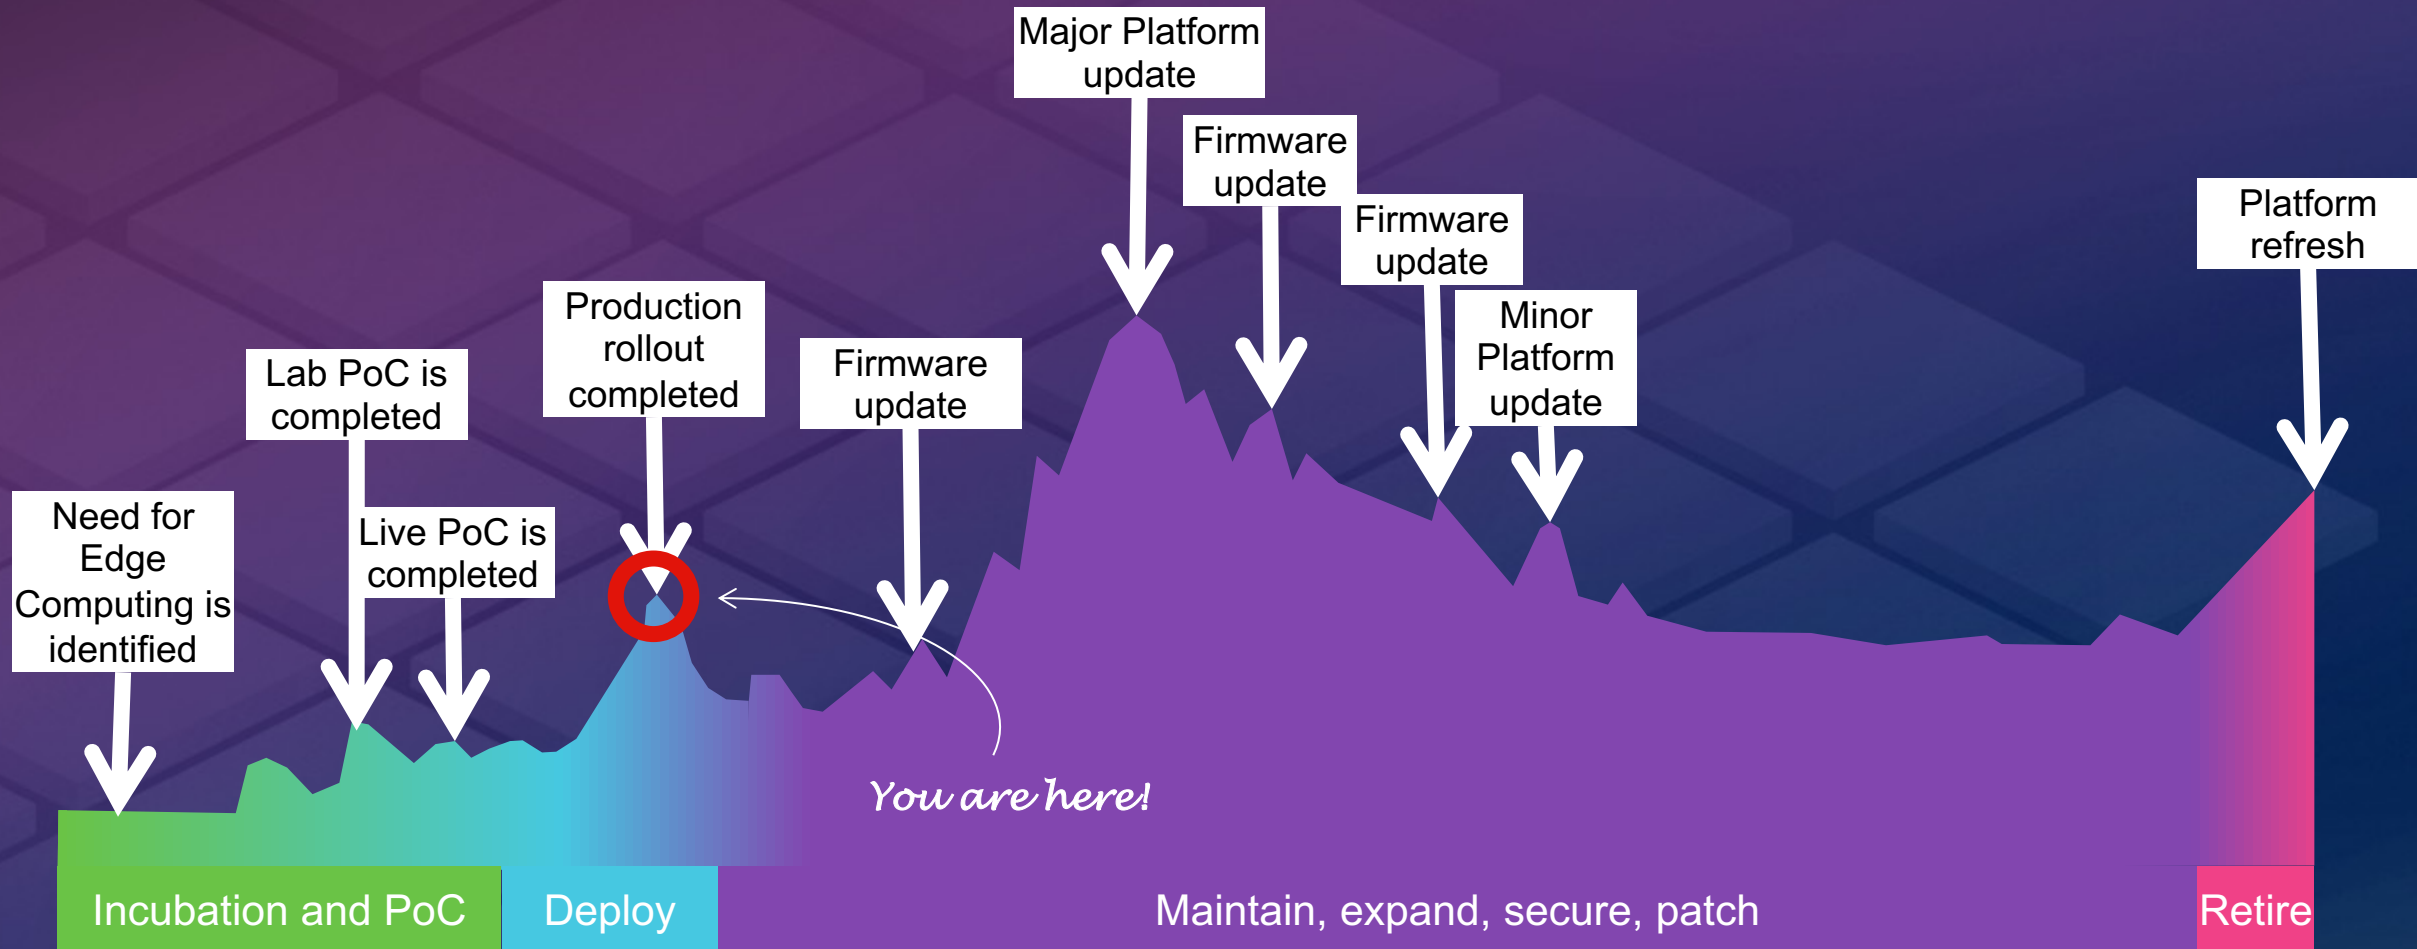 Major Platform
update
Firmware
update
Firmware
update
Platform
refresh
Production
rollout
completed
Minor
Platform
update
Firmware
update
Lab PoC is
completed
Need for
Edge
Computing is
identified
Live PoC is
completed
You are here!
Incubation and PoC
Deploy
Maintain, expand, secure, patch
Retire